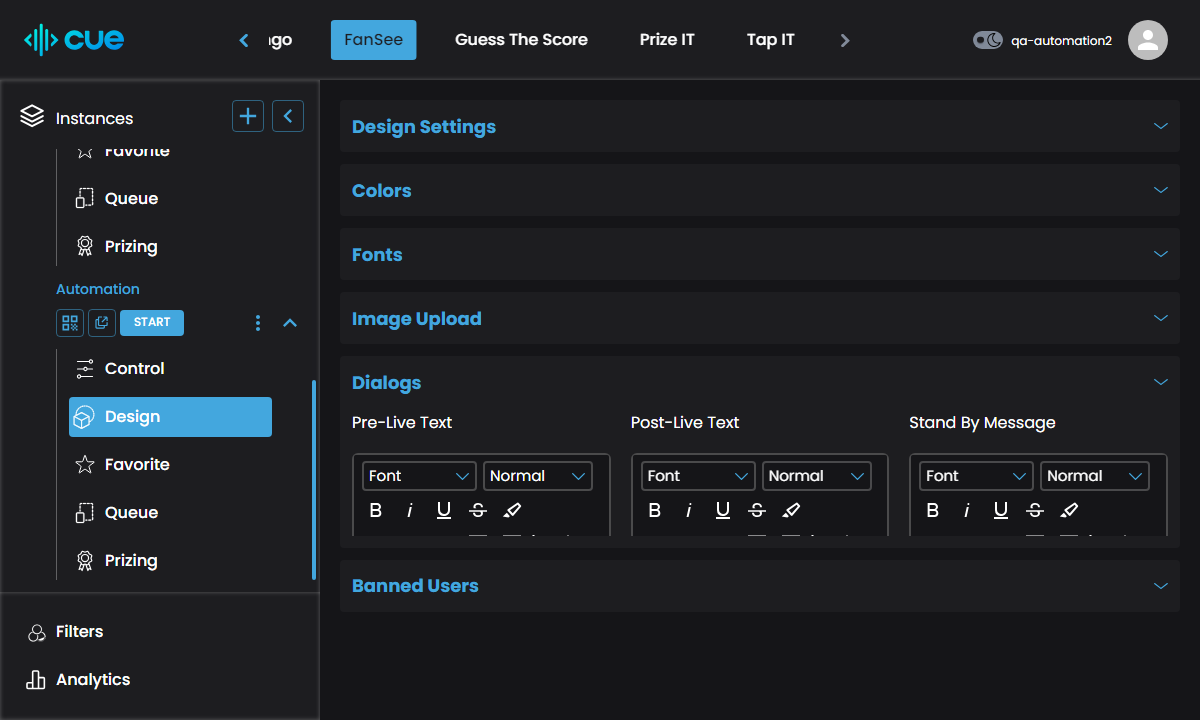 cue
FanSee
Guess The Score
Prize IT
Tap IT
qa-automation2
Instances
Favorite
Queue
Prizing
Automation
START
Control
Design
Favorite
Queue
Prizing
Filters
Analytics
Design Settings
Colors
Fonts
Image Upload
Dialogs
Pre-Live Text
Post-Live Text
Stand By Message
Font
Normal
Font
Normal
Font
Normal
B i U S
B i U S
B i U S
Banned Users